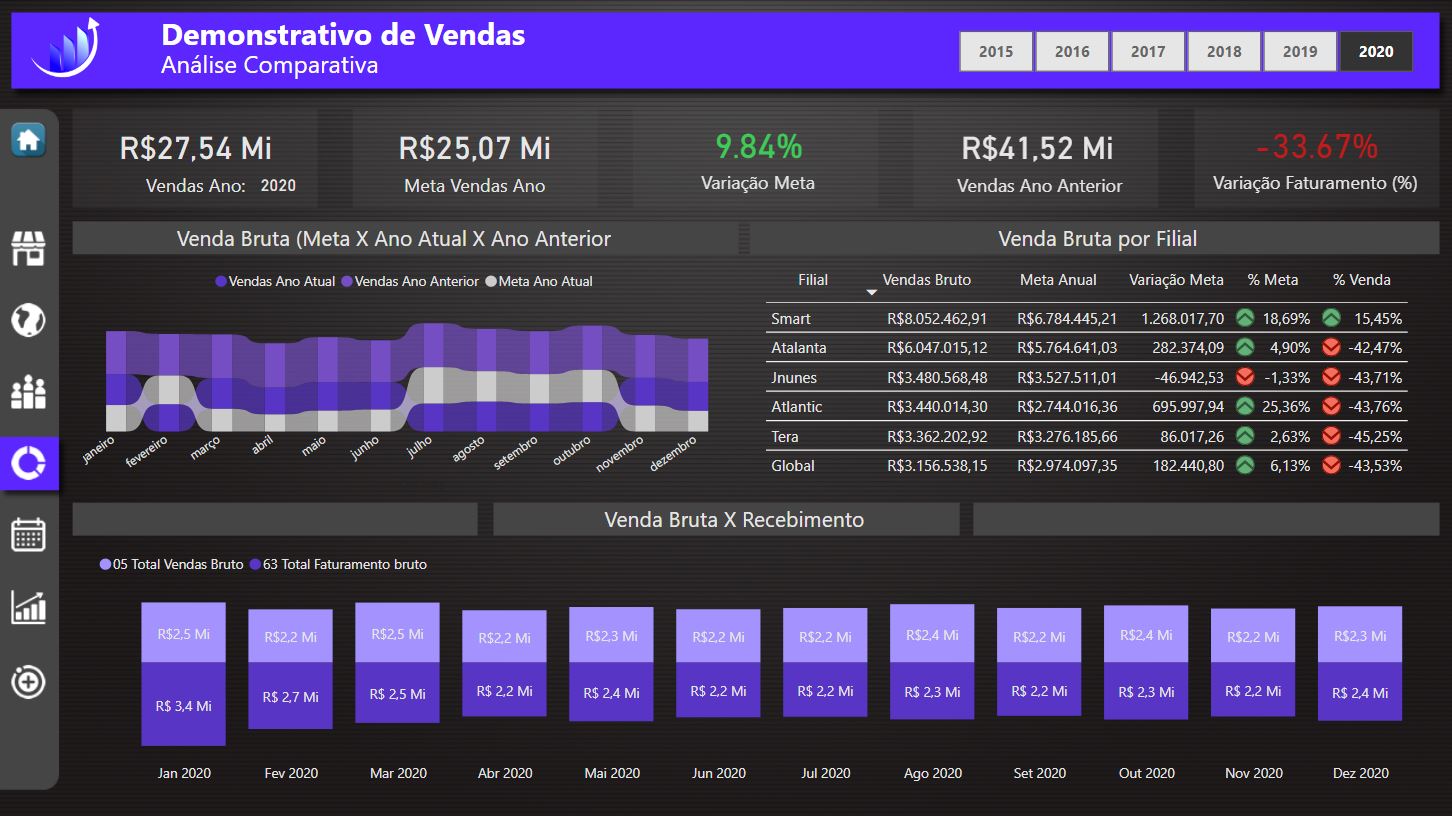 Demonstrativo de Vendas
Análise Comparativa
2015 2016 2017 2018 2019 2020
R$27,54 Mi
Vendas Ano: 2020
R$25,07 Mi
Meta Vendas Ano
9.84%
Variação Meta
R$41,52 Mi
Vendas Ano Anterior
-33.67%
Variação Faturamento (%)
Venda Bruta (Meta X Ano Atual X Ano Anterior
Vendas Ano Atual Vendas Ano Anterior Meta Ano Atual
janeiro fevereiro março abril maio junho julho agosto setembro outubro novembro dezembro
Venda Bruta por Filial
Filial Vendas Bruto Meta Anual Variação Meta % Meta % Venda
Smart R$8.052.462,91 R$6.784.445,21 1.268.017,70 18,69% 15,45%
Atalanta R$6.047.015,12 R$5.764.641,03 282.374,09 4,90% -42,47%
Jnunes R$3.480.568,48 R$3.527.511,01 -46.942,53 -1,33% -43,71%
Atlantic R$3.440.014,30 R$2.744.016,36 695.997,94 25,36% -43,76%
Tera R$3.362.202,92 R$3.276.185,66 86.017,26 2,63% -45,25%
Global R$3.156.538,15 R$2.974.097,35 182.440,80 6,13% -43,53%
Venda Bruta X Recebimento
05 Total Vendas Bruto 63 Total Faturamento bruto
R$2,5 Mi R$2,2 Mi R$2,5 Mi R$2,2 Mi R$2,3 Mi R$2,2 Mi R$2,2 Mi R$2,4 Mi R$2,2 Mi R$2,4 Mi R$2,2 Mi R$2,3 Mi
R$ 3,4 Mi R$ 2,7 Mi R$ 2,5 Mi R$ 2,2 Mi R$ 2,4 Mi R$ 2,2 Mi R$ 2,2 Mi R$ 2,3 Mi R$ 2,2 Mi R$ 2,3 Mi R$ 2,2 Mi R$ 2,4 Mi
Jan 2020 Fev 2020 Mar 2020 Abr 2020 Mai 2020 Jun 2020 Jul 2020 Ago 2020 Set 2020 Out 2020 Nov 2020 Dez 2020